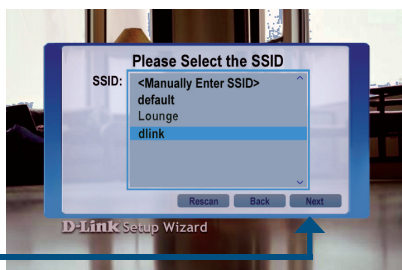 Please Select the SSID
SSID:
<Manually Enter SSID>
default
Lounge
dlink
Rescan Back Next
D-Link Setup Wizard